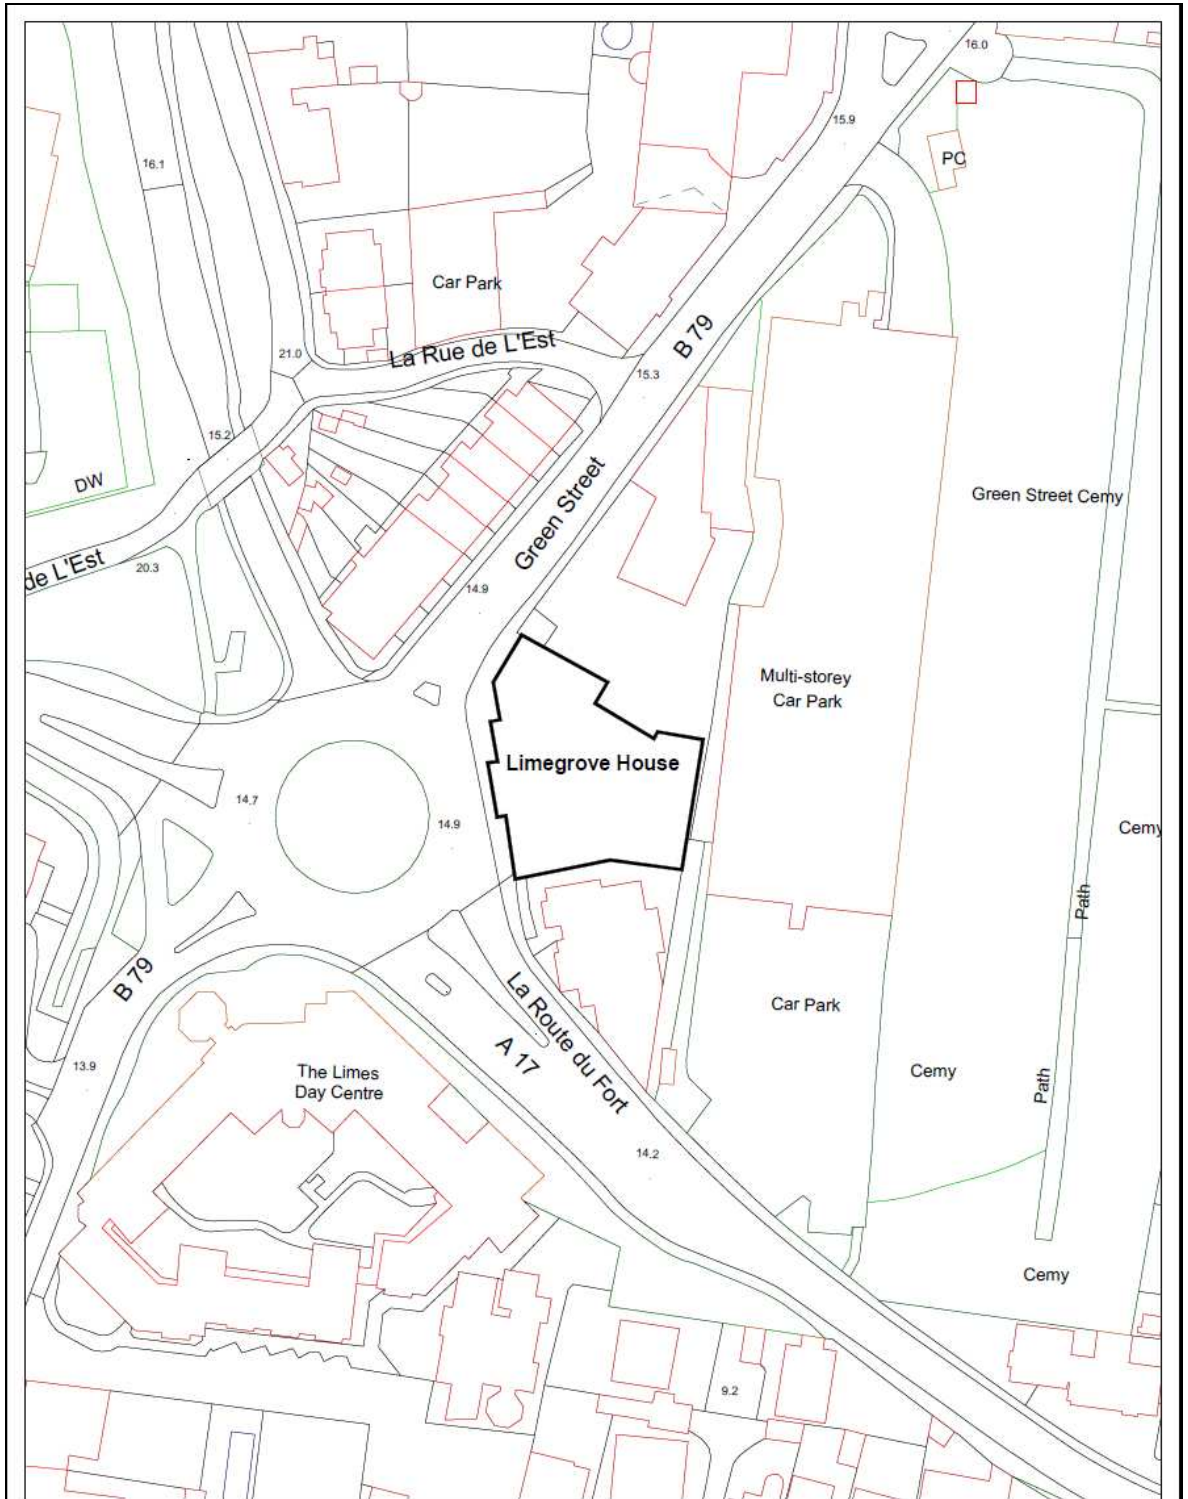 16.0
15.9
16.1
PC
Car Park
B 79
La Rue de L'Est
21.0
15.3
15.2
DW
Green Street Cemy
Green Street
de L'Est
20.3
14.9
Multi-storey
Car Park
Limegrove House
14.7
14.9
Cemy
Path
B 79
La Route du Fort
A 17
Car Park
13.9
The Limes
Day Centre
Cemy
Path
14.2
Cemy
9.2